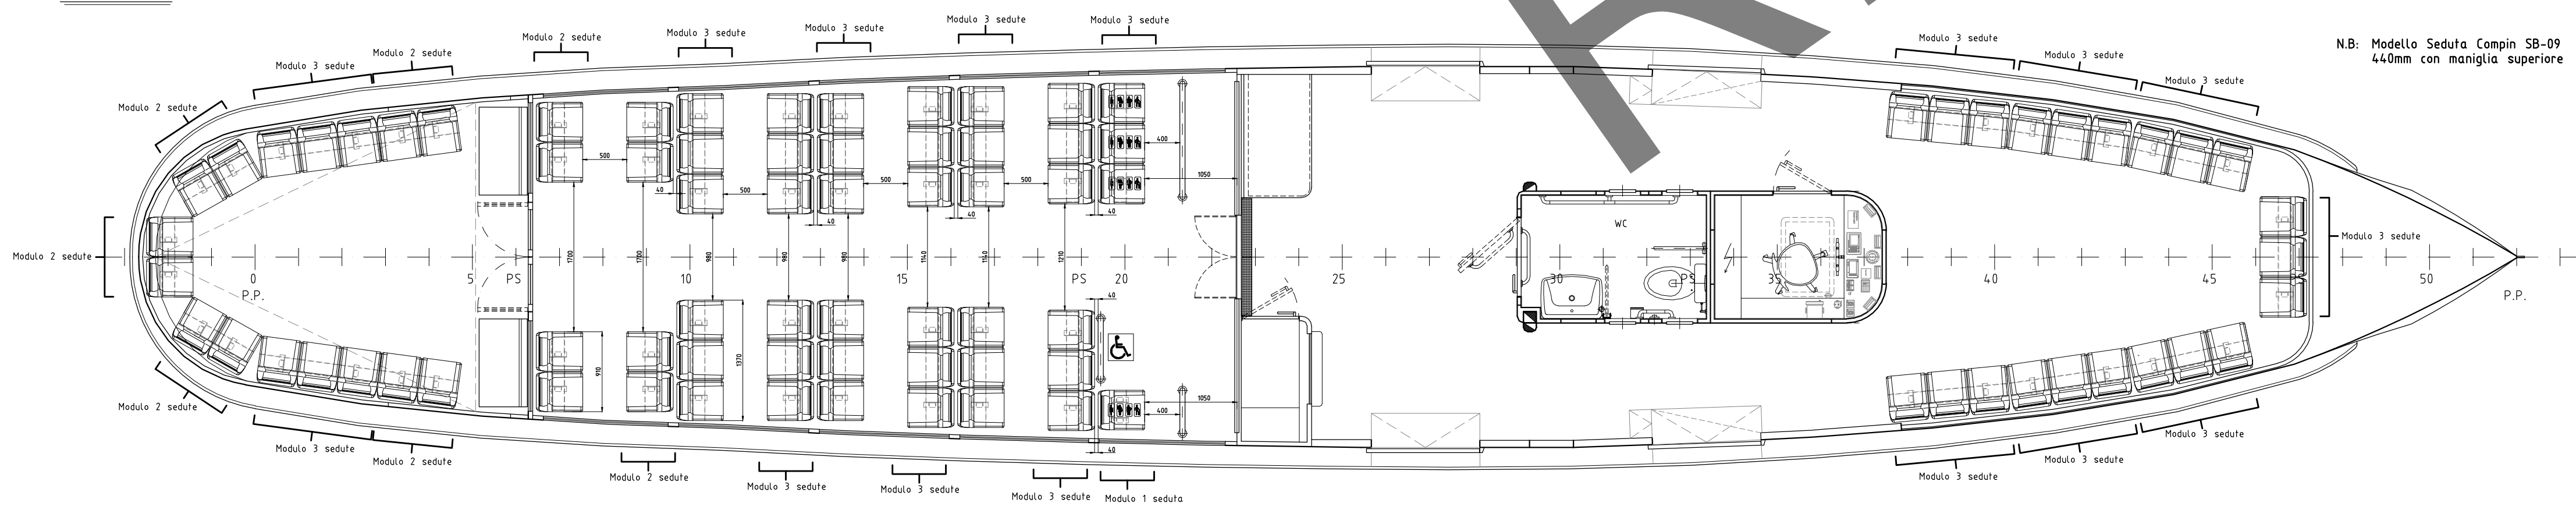 Modulo 2 sedute
Modulo 3 sedute
Modulo 2 sedute
Modulo 2 sedute
Modulo 3 sedute
Modulo 3 sedute
Modulo 3 sedute
Modulo 3 sedute
Modulo 3 sedute
Modulo 3 sedute
Modulo 3 sedute
N.B: Modello Seduta Compin SB-09
440mm con maniglia superiore
500
40
500
40
500
40
500
40
400
1050
WC
Modulo 2 sedute
1700
1700
980
980
980
1140
1140
1210
Modulo 3 sedute
0
5
PS
10
15
PS
20
25
30
PS
35
40
45
50
P.P.
P.P.
40
910
1370
1050
400
40
Modulo 2 sedute
Modulo 3 sedute
Modulo 2 sedute
Modulo 2 sedute
Modulo 3 sedute
Modulo 3 sedute
Modulo 3 sedute
Modulo 1 seduta
Modulo 3 sedute
Modulo 3 sedute
Modulo 3 sedute